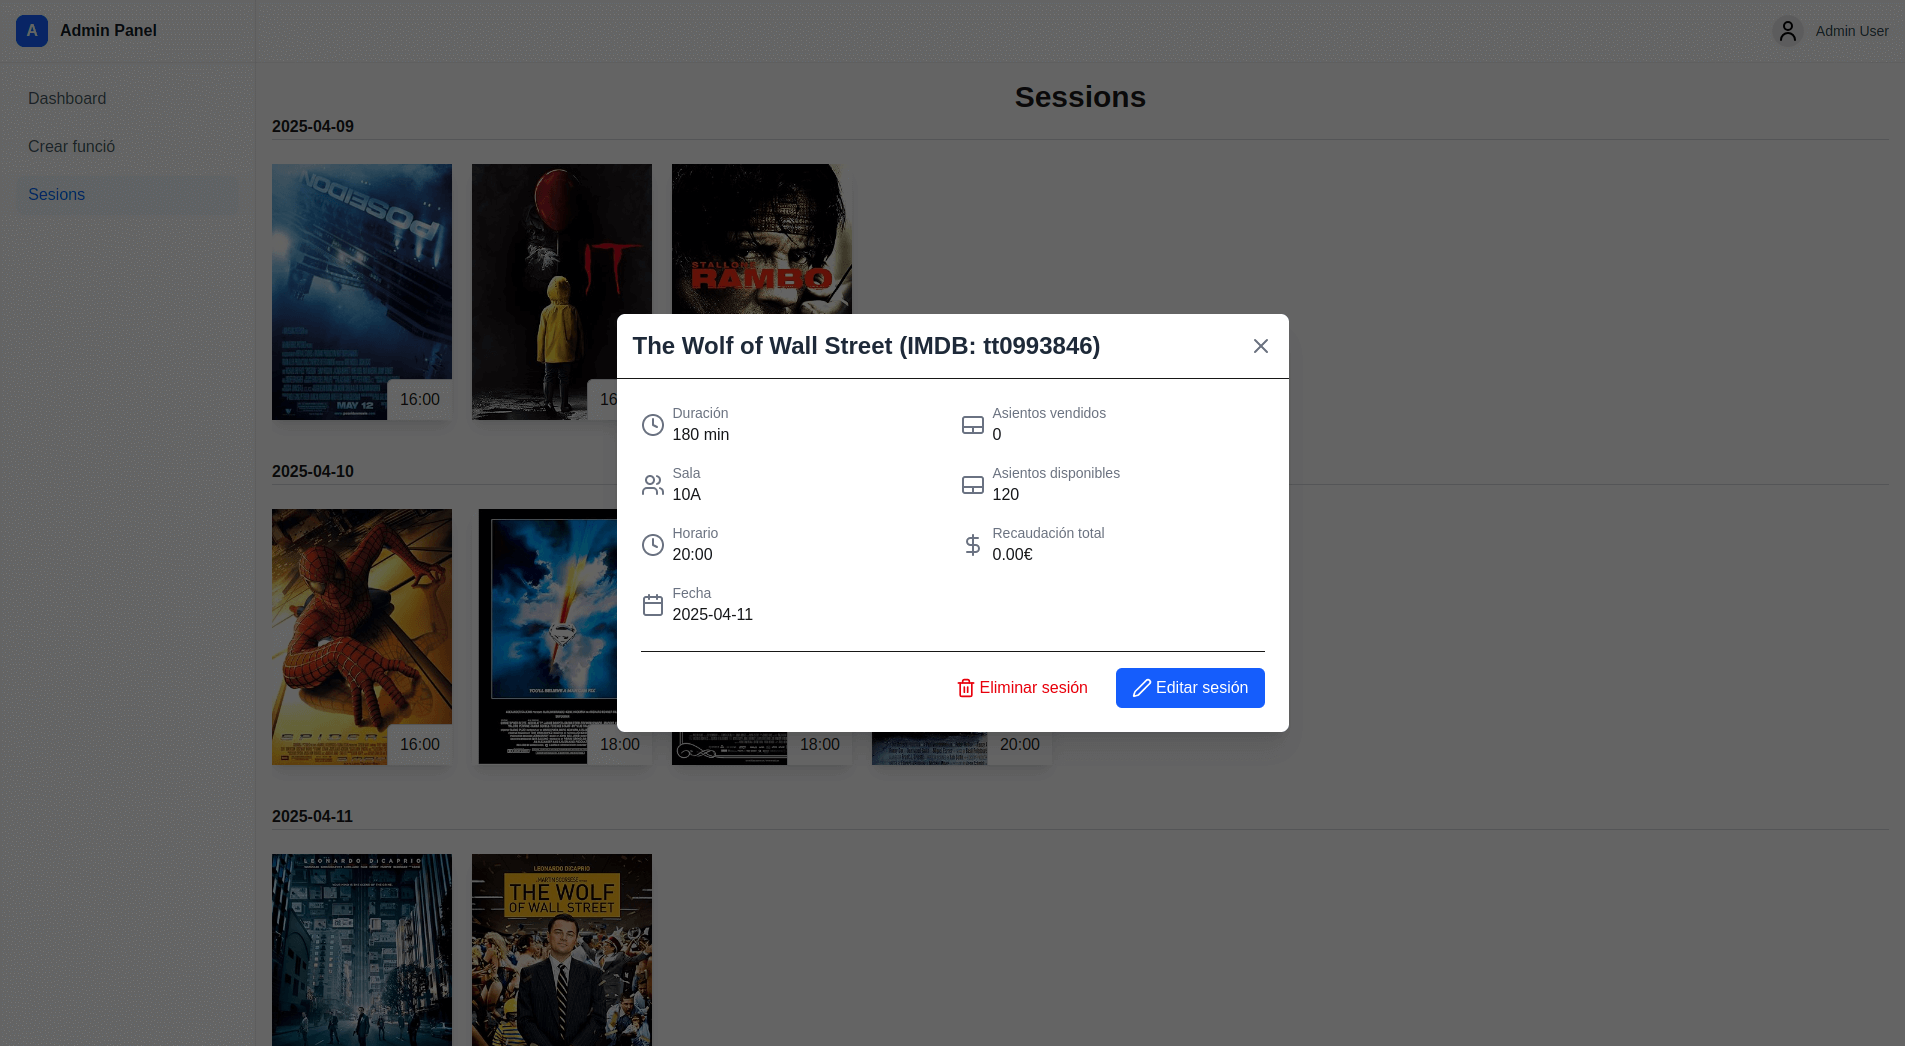 A
Admin Panel
Admin User
Dashboard
Crear funció
Sesions
Sessions
2025-04-09
POSEIDON
MAY 12
16:00
IT
16
RAMBO
The Wolf of Wall Street (IMDB: tt0993846)
Duración
180 min
Asientos vendidos
0
Sala
10A
Asientos disponibles
120
Horario
20:00
Recaudación total
0.00€
Fecha
2025-04-11
Eliminar sesión
Editar sesión
2025-04-10
16:00
18:00
18:00
20:00
2025-04-11
LEONARDO DiCAPRIO
LEONARDO DiCAPRIO
THE WOLF
OF WALL STREET